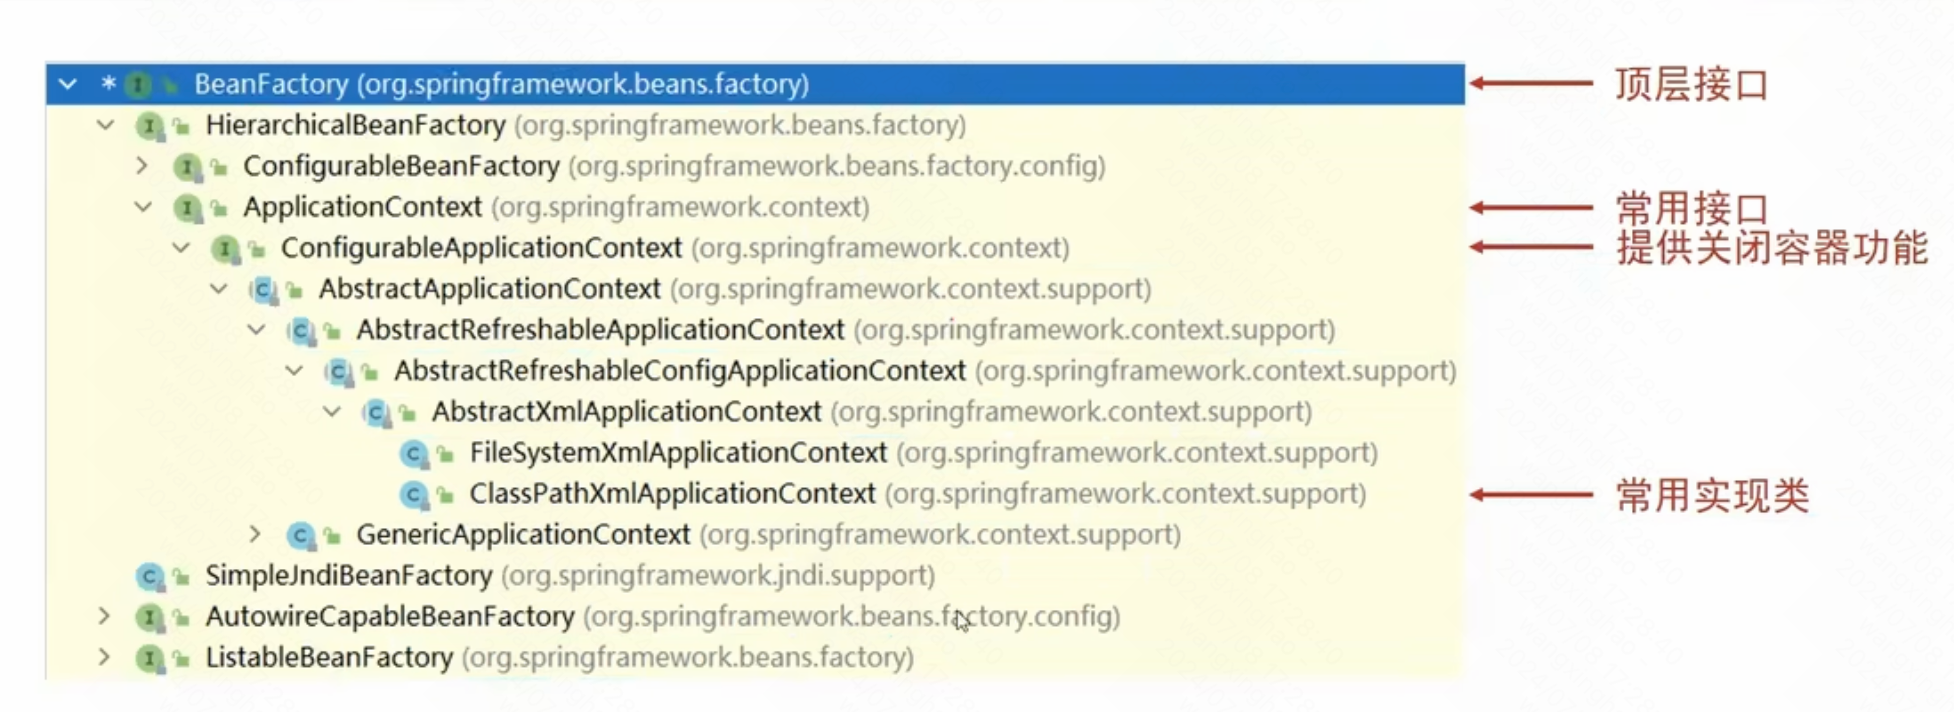 * BeanFactory (org.springframework.beans.factory) 顶层接口
HierarchicalBeanFactory (org.springframework.beans.factory)
ConfigurableBeanFactory (org.springframework.beans.factory.config)
ApplicationContext (org.springframework.context) 常用接口
ConfigurableApplicationContext (org.springframework.context) 提供关闭容器功能
AbstractApplicationContext (org.springframework.context.support)
AbstractRefreshableApplicationContext (org.springframework.context.support)
AbstractRefreshableConfigApplicationContext (org.springframework.context.support)
AbstractXmlApplicationContext (org.springframework.context.support)
FileSystemXmlApplicationContext (org.springframework.context.support)
ClassPathXmlApplicationContext (org.springframework.context.support) 常用实现类
GenericApplicationContext (org.springframework.context.support)
SimpleJndiBeanFactory (org.springframework.jndi.support)
AutowireCapableBeanFactory (org.springframework.beans.factory.config)
ListableBeanFactory (org.springframework.beans.factory)